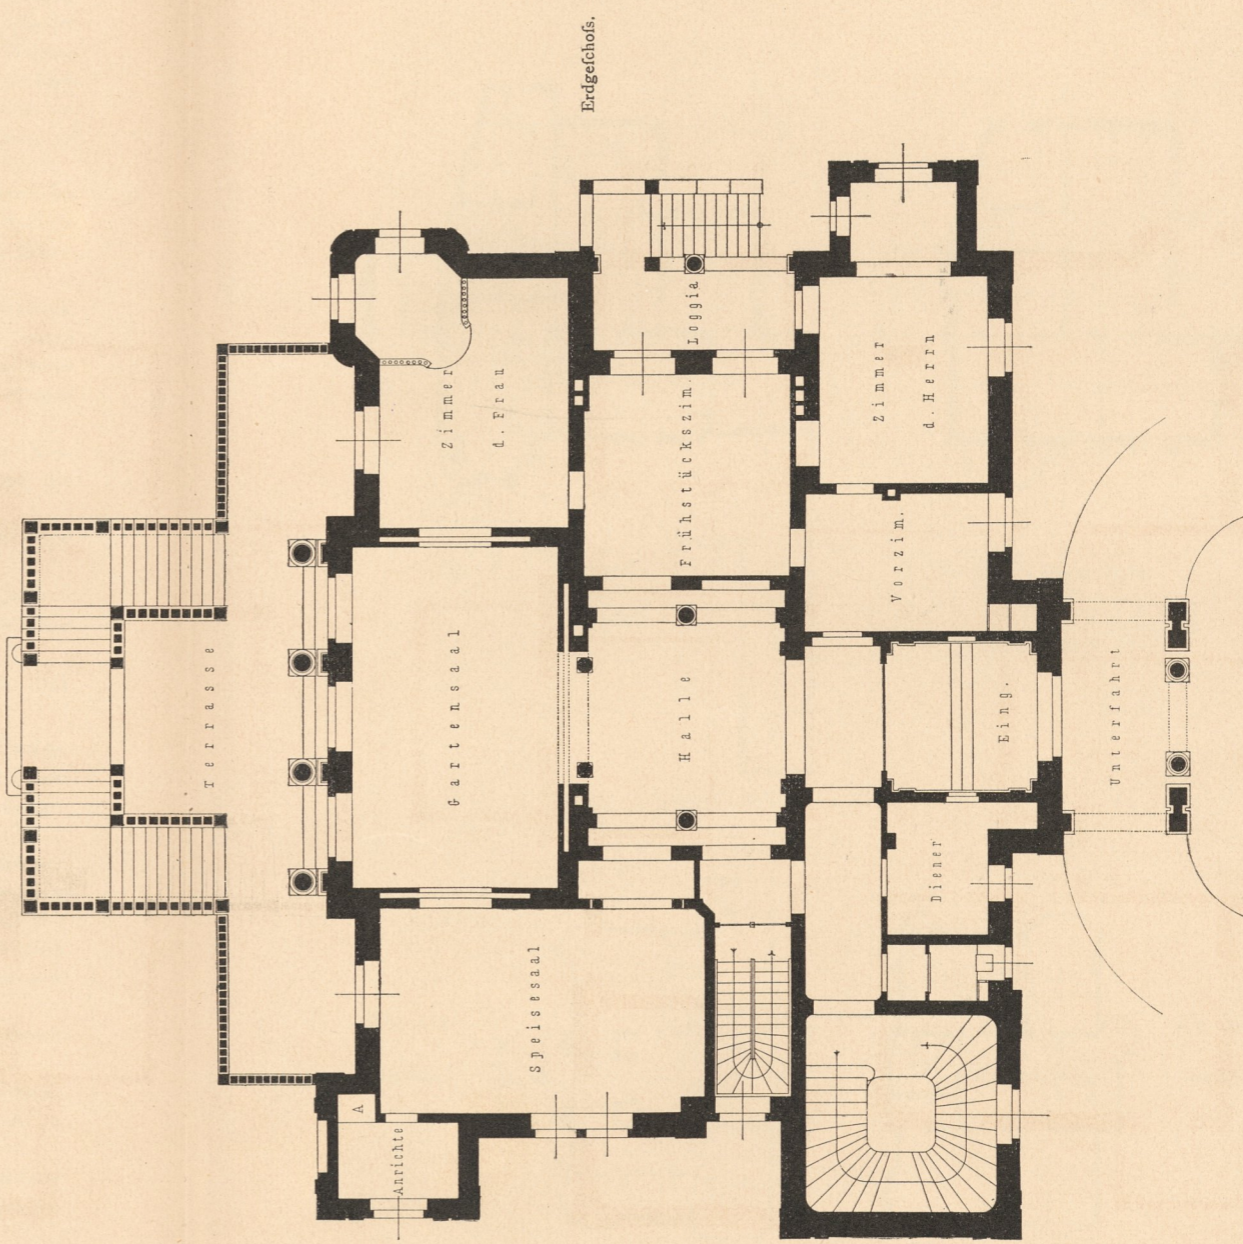 Erdgeſchoſs.
Terrasse
Gartensaal
Zimmer
d. Frau
Speisesaal
A
Anrichte
Loggia
Frühstückszim.
Halle
Zimmer
d. Herrn
Vorzim.
Diener
Eing.
Unterfahrt